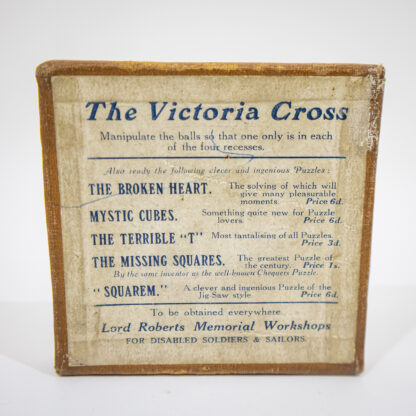 The Victoria Cross
Manipulate the balls so that one only is in each
of the four recesses.
Also ready the following clever and ingenious Puzzles:
THE BROKEN HEART. The solving of which will
give many pleasurable
moments. Price 6d.
MYSTIC CUBES. Something quite new for Puzzle
lovers. Price 6d.
THE TERRIBLE "T" Most tantalising of all Puzzles.
Price 3d.
THE MISSING SQUARES. The greatest Puzzle of
the century. Price 1s.
By the same inventor as the well-known Chequers Puzzle.
"SQUAREM." A clever and ingenious Puzzle of the
Jig Saw style. Price 6d.
To be obtained everywhere.
Lord Roberts Memorial Workshops
FOR DISABLED SOLDIERS & SAILORS.